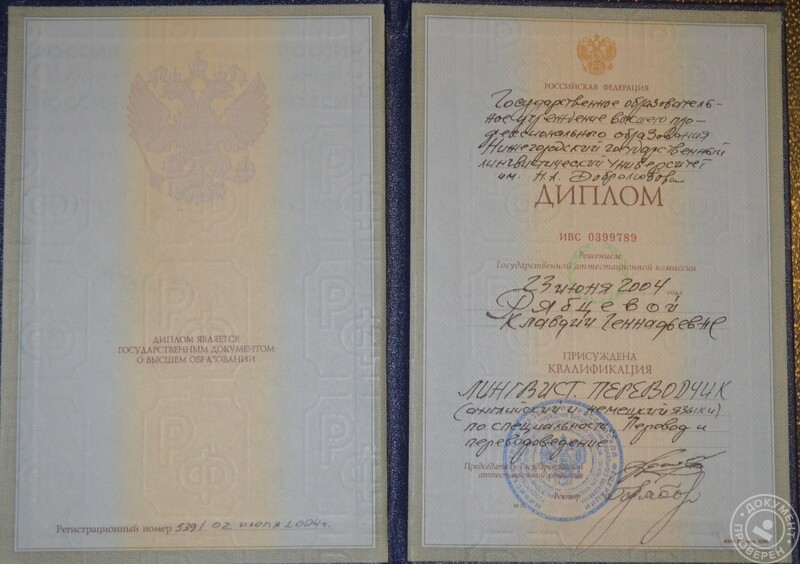 ДИПЛОМ ЯВЛЯЕТСЯ
ГОСУДАРСТВЕННЫМ ДОКУМЕНТОМ
О ВЫСШЕМ ОБРАЗОВАНИИ
Регистрационный номер 539/ 02 июля 2004г.
РОССИЙСКАЯ ФЕДЕРАЦИЯ
Государственное образователь-
ное учреждение высшего про-
фессионального образования
Нижегородский государственный
лингвистический университет
им. Н.А. Добролюбова
ДИПЛОМ
ИВС 0399789
Решением
Государственной аттестационной комиссии
23 июня 2004 года
Рябцевой
Клавдии Геннадьевне
ПРИСУЖДЕНА
КВАЛИФИКАЦИЯ
ЛИНГВИСТ, ПЕРЕВОДЧИК
(английский и немецкий языки)
по специальности „Перевод и
переводоведение"
Председатель Государственной
аттестационной комиссии
Ректор
М.П.
ДОКУМЕНТ ПРОВЕРЕН